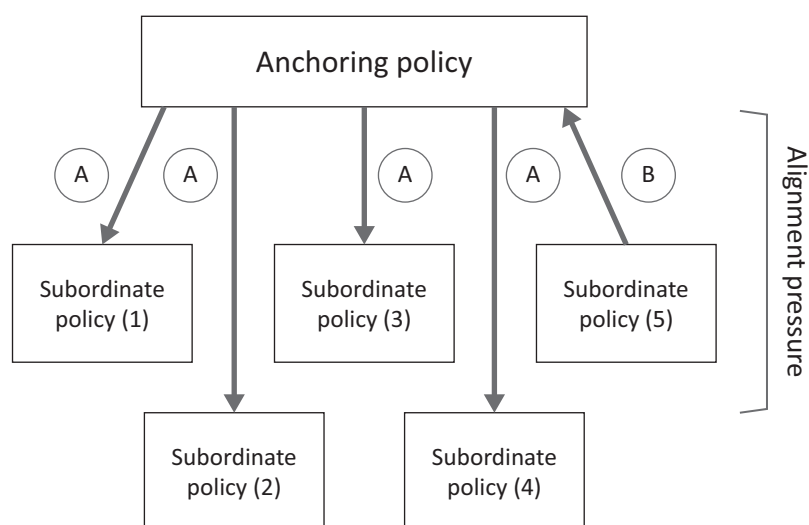 Anchoring policy
A
A
A
A
B
Alignment pressure
Subordinate
policy (1)
Subordinate
policy (3)
Subordinate
policy (5)
Subordinate
policy (2)
Subordinate
policy (4)